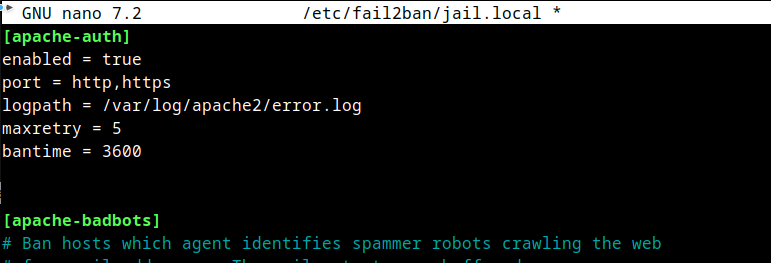 GNU nano 7.2 /etc/fail2ban/jail.local *
[apache-auth]
enabled = true
port = http,https
logpath = /var/log/apache2/error.log
maxretry = 5
bantime = 3600
[apache-badbots]
# Ban hosts which agent identifies spammer robots crawling the web